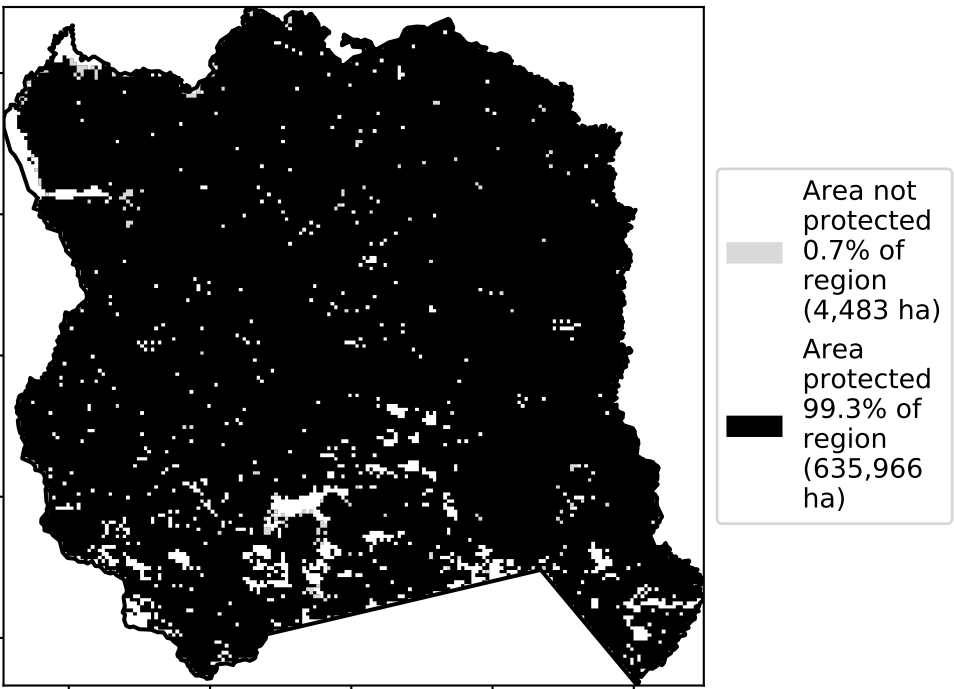 Area not
protected
0.7% of
region
(4,483 ha)
Area
protected
99.3% of
region
(635,966
ha)